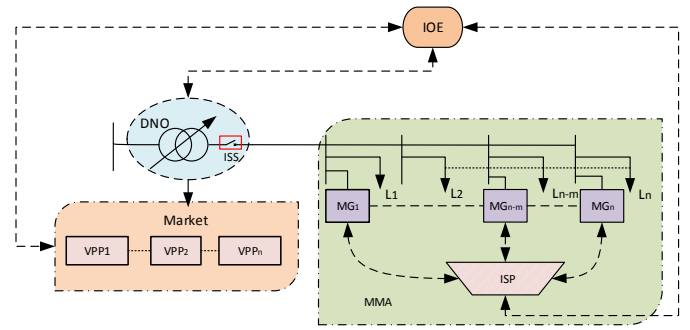 IOE
DNO
ISS
Market
VPP1
VPP2
VPPn
L1
L2
Ln-m
Ln
MG1
MGn-m
MGn
ISP
MMA